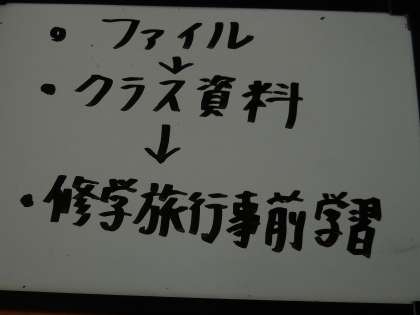 ・ファイル
↓
・クラス資料
↓
・修学旅行事前学習